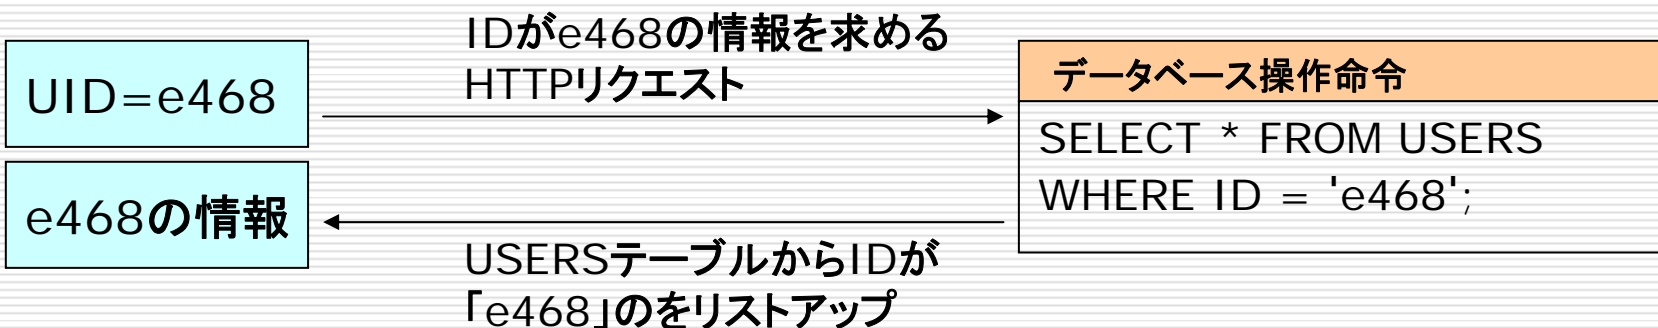 UID=e468
e468の情報
IDがe468の情報を求める
HTTPリクエスト
USERSテーブルからIDが
「e468」のをリストアップ
データベース操作命令
SELECT * FROM USERS
WHERE ID = 'e468';